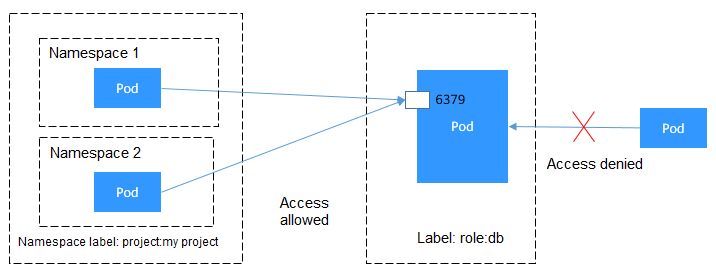 Namespace 1
Pod
Namespace 2
Pod
Namespace label: project:my project
Access
allowed
6379
Pod
Label: role:db
Access denied
Pod